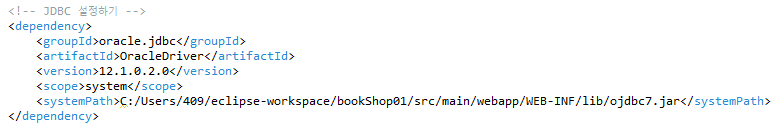 <!-- JDBC 설정하기 -->
<dependency>
<groupId>oracle.jdbc</groupId>
<artifactId>OracleDriver</artifactId>
<version>12.1.0.2.0</version>
<scope>system</scope>
<systemPath>C:/Users/409/eclipse-workspace/bookShop01/src/main/webapp/WEB-INF/lib/ojdbc7.jar</systemPath>
</dependency>